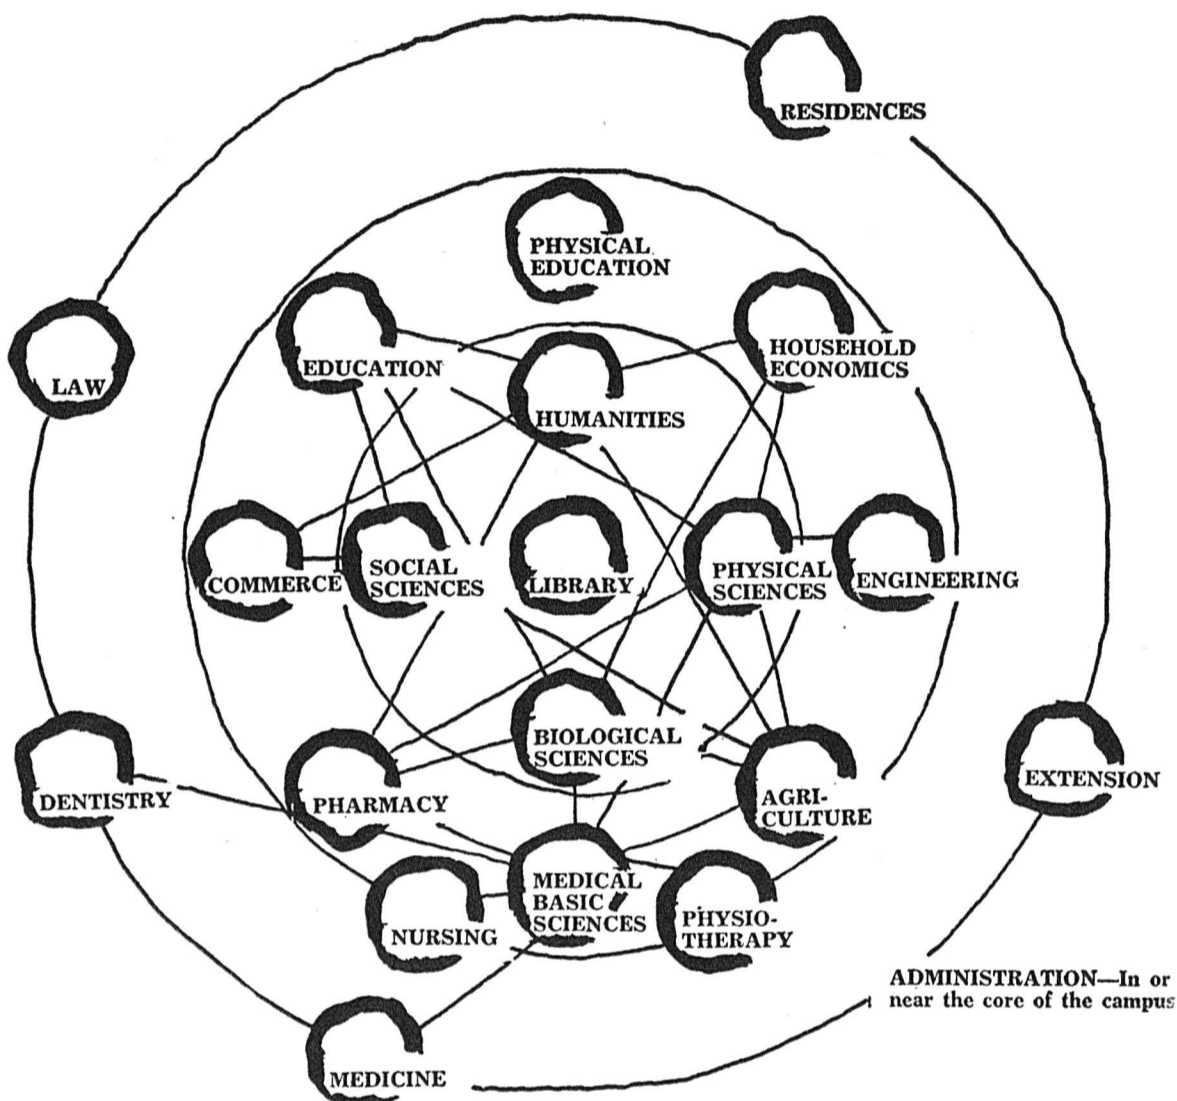 RESIDENCES
PHYSICAL
EDUCATION
HOUSEHOLD
ECONOMICS
EDUCATION
LAW
HUMANITIES
COMMERCE
SOCIAL
SCIENCES
LIBRARY
PHYSICAL
SCIENCES
ENGINEERING
BIOLOGICAL
SCIENCES
DENTISTRY
PHARMACY
AGRI-
CULTURE
EXTENSION
MEDICAL
BASIC
SCIENCES
NURSING
PHYSIO-
THERAPY
ADMINISTRATION—In or
near the core of the campus
MEDICINE